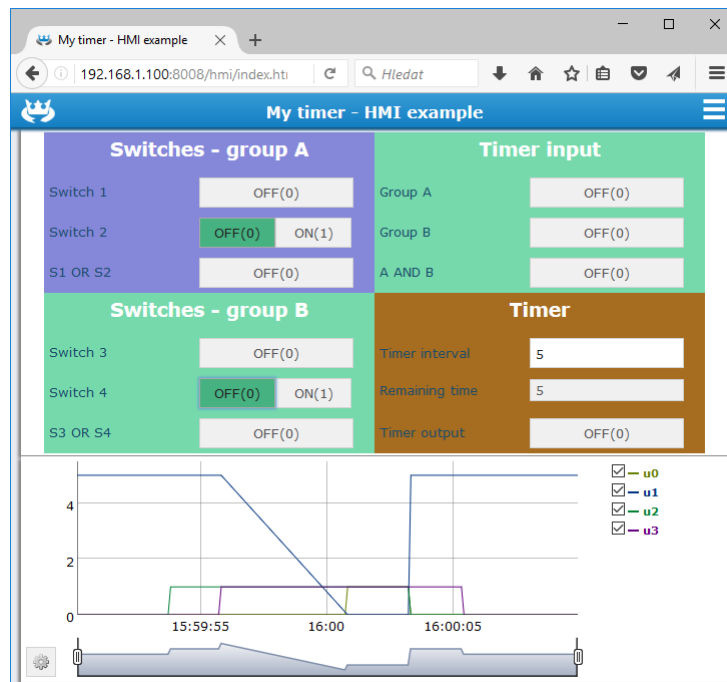 My timer - HMI example
192.168.1.100:8008/hmi/index.ht
Hledat
My timer - HMI example
Switches - group A
Switch 1 OFF(0)
Switch 2 OFF(0) ON(1)
S1 OR S2 OFF(0)
Timer input
Group A OFF(0)
Group B OFF(0)
A AND B OFF(0)
Switches - group B
Switch 3 OFF(0)
Switch 4 OFF(0) ON(1)
S3 OR S4 OFF(0)
Timer
Timer interval 5
Remaining time 5
Timer output OFF(0)
4
2
0
15:59:55 16:00 16:00:05
u0
u1
u2
u3